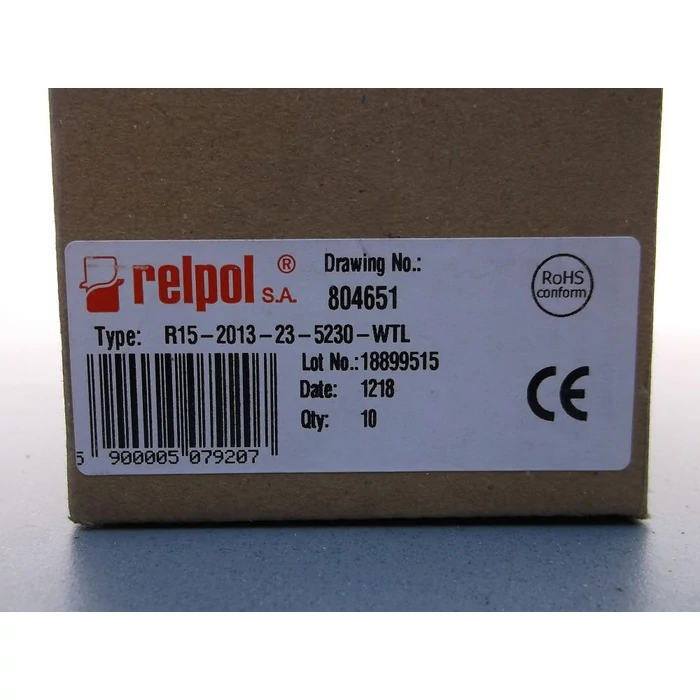 relpol ® S.A.
Drawing No.:
804651
RoHS
conform
Type: R15-2013-23-5230-WTL
Lot No.:18899515
Date: 1218
Qty: 10
CE
5 900005 079207